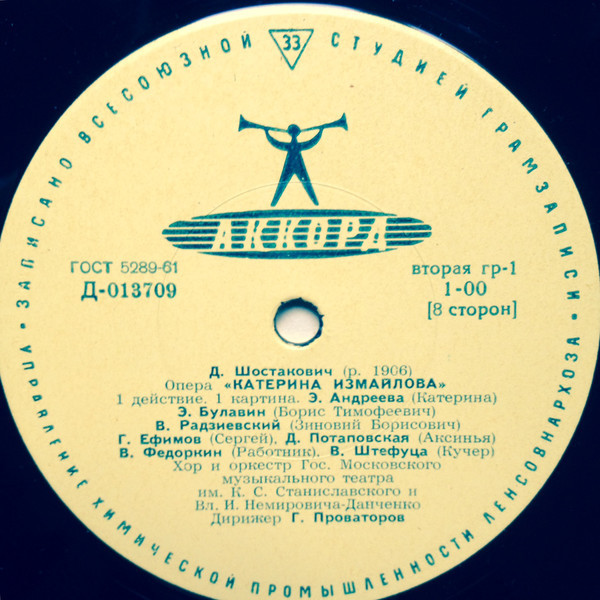 ЗАПИСАНО ВСЕСОЮЗНОЙ СТУДИЕЙ ГРАМЗАПИСИ
33
АККОРД
ГОСТ 5289-61
Д-013709
вторая гр-1
1-00
[8 сторон]
Д. Шостакович (р. 1906)
Опера «КАТЕРИНА ИЗМАЙЛОВА»
1 действие. 1 картина. Э. Андреева (Катерина)
Э. Булавин (Борис Тимофеевич)
В. Радзиевский (Зиновий Борисович)
Г. Ефимов (Сергей), Д. Потаповская (Аксинья)
В. Федоркин (Работник), В. Штефуца (Кучер)
Хор и оркестр Гос. Московского
музыкального театра
им. К. С. Станиславского и
Вл. И. Немировича-Данченко
Дирижер Г. Проваторов
УПРАВЛЕНИЕ ХИМИЧЕСКОЙ ПРОМЫШЛЕННОСТИ ЛЕНСОВНАРХОЗА